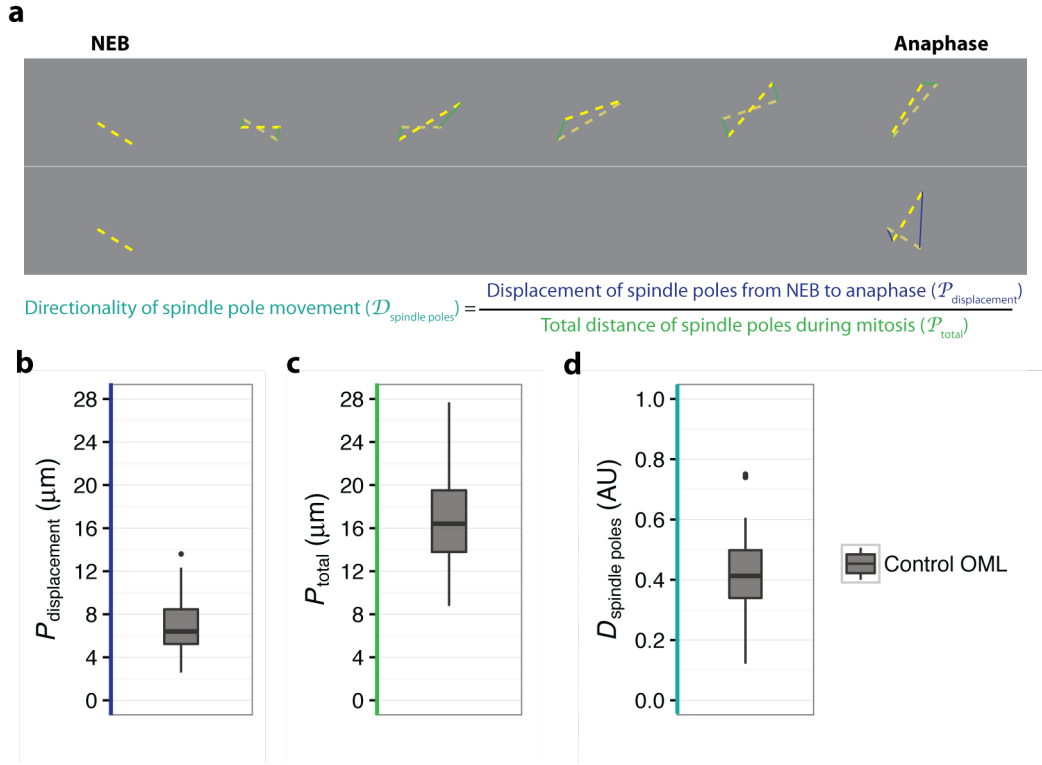 a
NEB
Anaphase
Directionality of spindle pole movement (𝒟spindle poles) = Displacement of spindle poles from NEB to anaphase (𝒫displacement)
Total distance of spindle poles during mitosis (𝒫total)
b
28
24
20
16
12
8
4
0
Pdisplacement (μm)
c
28
24
20
16
12
8
4
0
Ptotal (μm)
d
1.0
0.8
0.6
0.4
0.2
0.0
Dspindle poles (AU)
Control OML